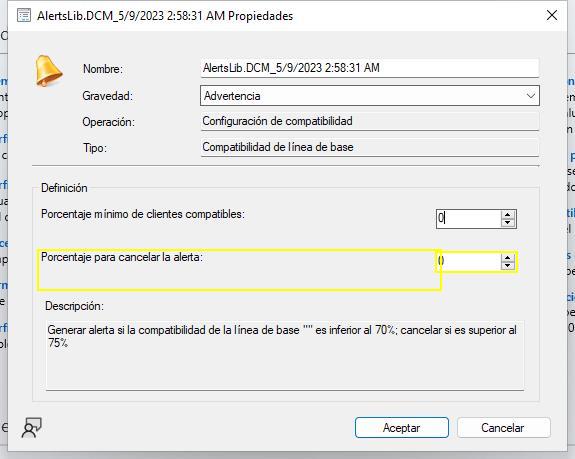 AlertsLib.DCM_5/9/2023 2:58:31 AM Propiedades
Nombre: AlertsLib.DCM_5/9/2023 2:58:31 AM
Gravedad: Advertencia
Operación: Configuración de compatibilidad
Tipo: Compatibilidad de línea de base
Definición
Porcentaje mínimo de clientes compatibles: 0
Porcentaje para cancelar la alerta: 0
Descripción:
Generar alerta si la compatibilidad de la línea de base "" es inferior al 70%; cancelar si es superior al
75%
Aceptar Cancelar